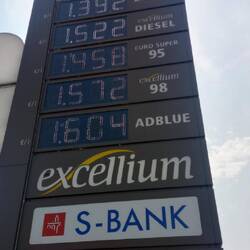 1.392
1.522 excellium DIESEL
1.458 EURO SUPER 95
1.572 excellium 98
1.604 ADBLUE
excellium
S-BANK